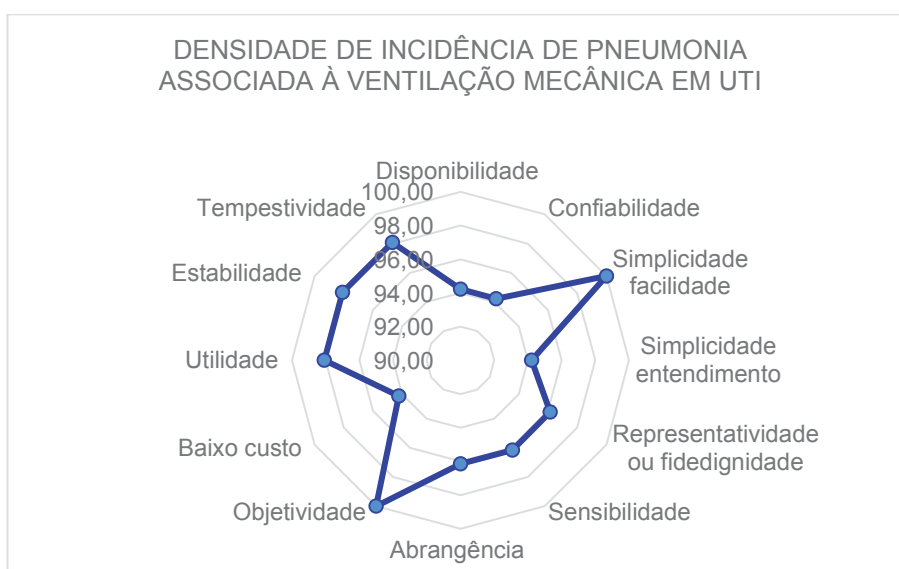 DENSIDADE DE INCIDÊNCIA DE PNEUMONIA
ASSOCIADA À VENTILAÇÃO MECÂNICA EM UTI
Disponibilidade
100,00
Tempestividade
98,00
Confiabilidade
96,00
Estabilidade
94,00
Simplicidade
facilidade
92,00
Utilidade
90,00
Simplicidade
entendimento
Baixo custo
Representatividade
ou fidedignidade
Objetividade
Sensibilidade
Abrangência